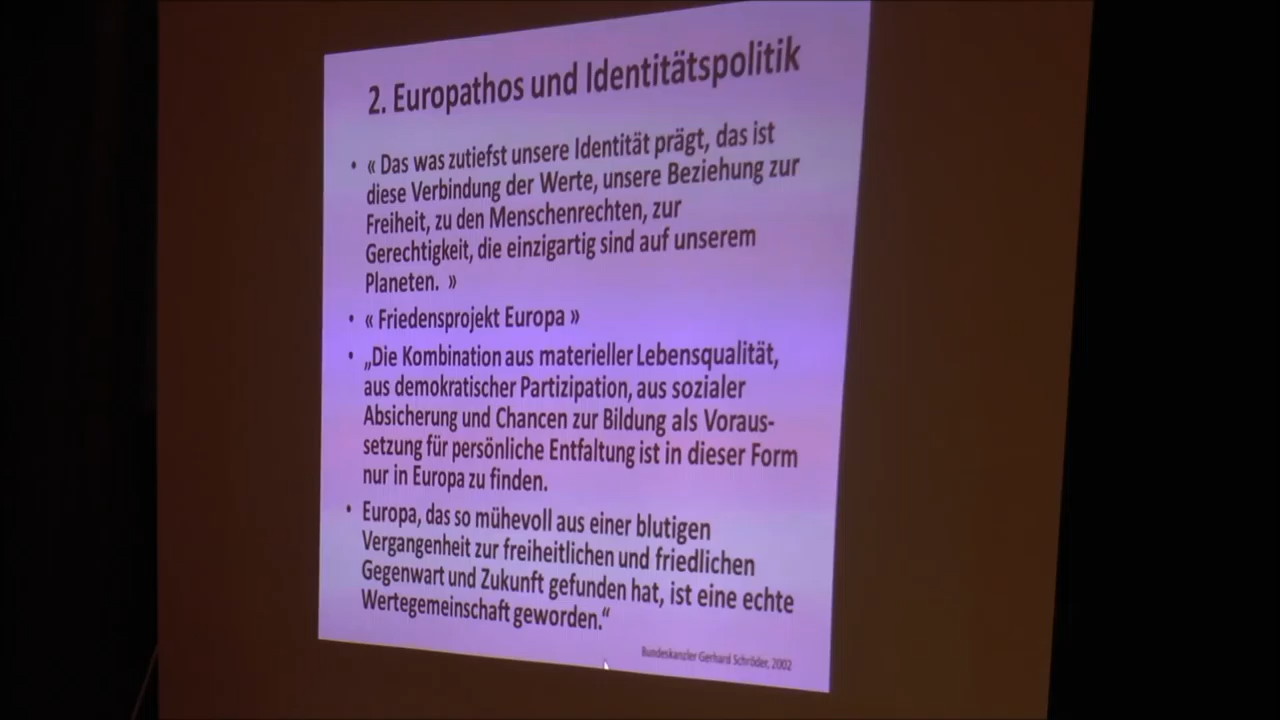 2. Europathos und Identitätspolitik
• « Das was zutiefst unsere Identität prägt, das ist
diese Verbindung der Werte, unsere Beziehung zur
Freiheit, zu den Menschenrechten, zur
Gerechtigkeit, die einzigartig sind auf unserem
Planeten. »
• « Friedensprojekt Europa »
• „Die Kombination aus materieller Lebensqualität,
aus demokratischer Partizipation, aus sozialer
Absicherung und Chancen zur Bildung als Voraus-
setzung für persönliche Entfaltung ist in dieser Form
nur in Europa zu finden.
• Europa, das so mühevoll aus einer blutigen
Vergangenheit zur freiheitlichen und friedlichen
Gegenwart und Zukunft gefunden hat, ist eine echte
Wertegemeinschaft geworden.“
Bundeskanzler Gerhard Schröder, 2002